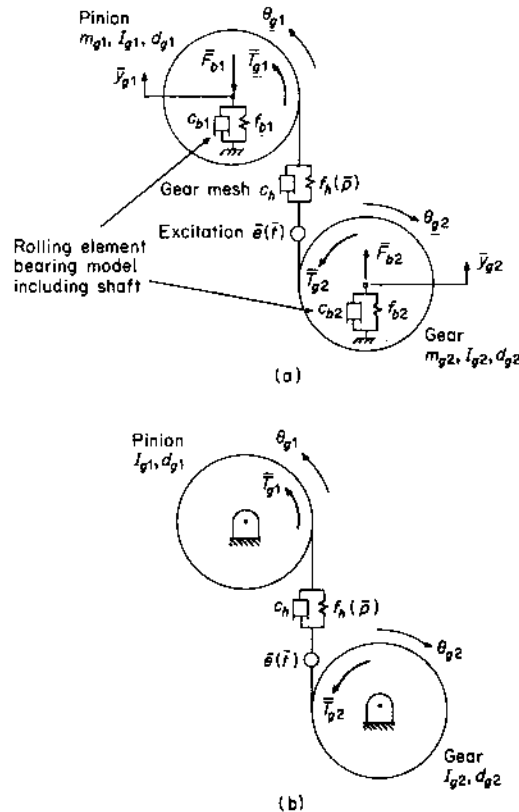 Pinion
m_g1, I_g1, d_g1
θ_g1
F̅_b1
T̅_g1
y̅_g1
c_b1
f_b1
Gear mesh c_h
f_h(p̅)
Excitation e̅(t̅)
Rolling element
bearing model
including shaft
θ_g2
F̅_b2
y̅_g2
T̅_g2
c_b2
f_b2
Gear
m_g2, I_g2, d_g2
(a)
Pinion
I_g1, d_g1
θ_g1
T̅_g1
c_h
f_h(p̅)
e̅(t̅)
θ_g2
T̅_g2
Gear
I_g2, d_g2
(b)